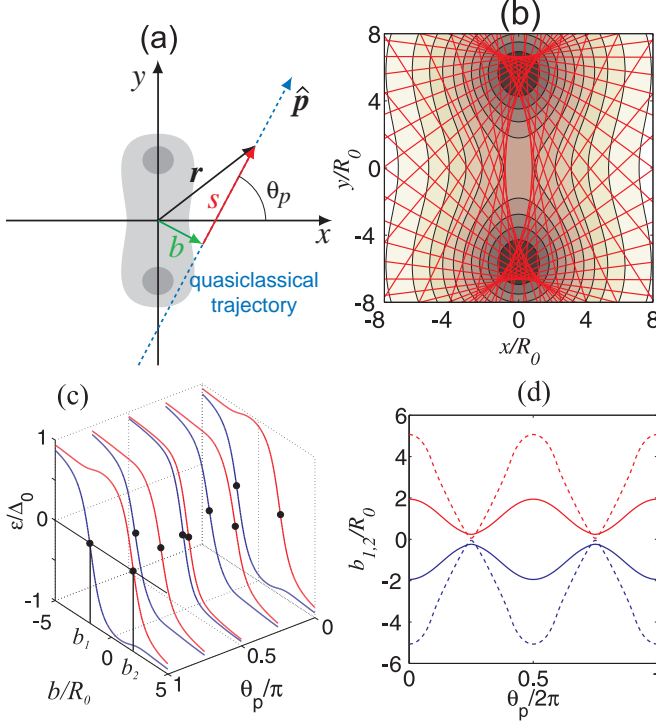 (a)
y
p̂
r
s
θp
x
b
quasiclassical
trajectory
(b)
8
4
0
-4
-8
y/R0
-8 -4 0 4 8
x/R0
(c)
1
0
-1
ε/Δ0
-5
0
5
b1
b2
b/R0
1
0.5
0
θp/π
(d)
6
4
2
0
-2
-4
-6
b1,2/R0
0 0.5 1
θp/2π